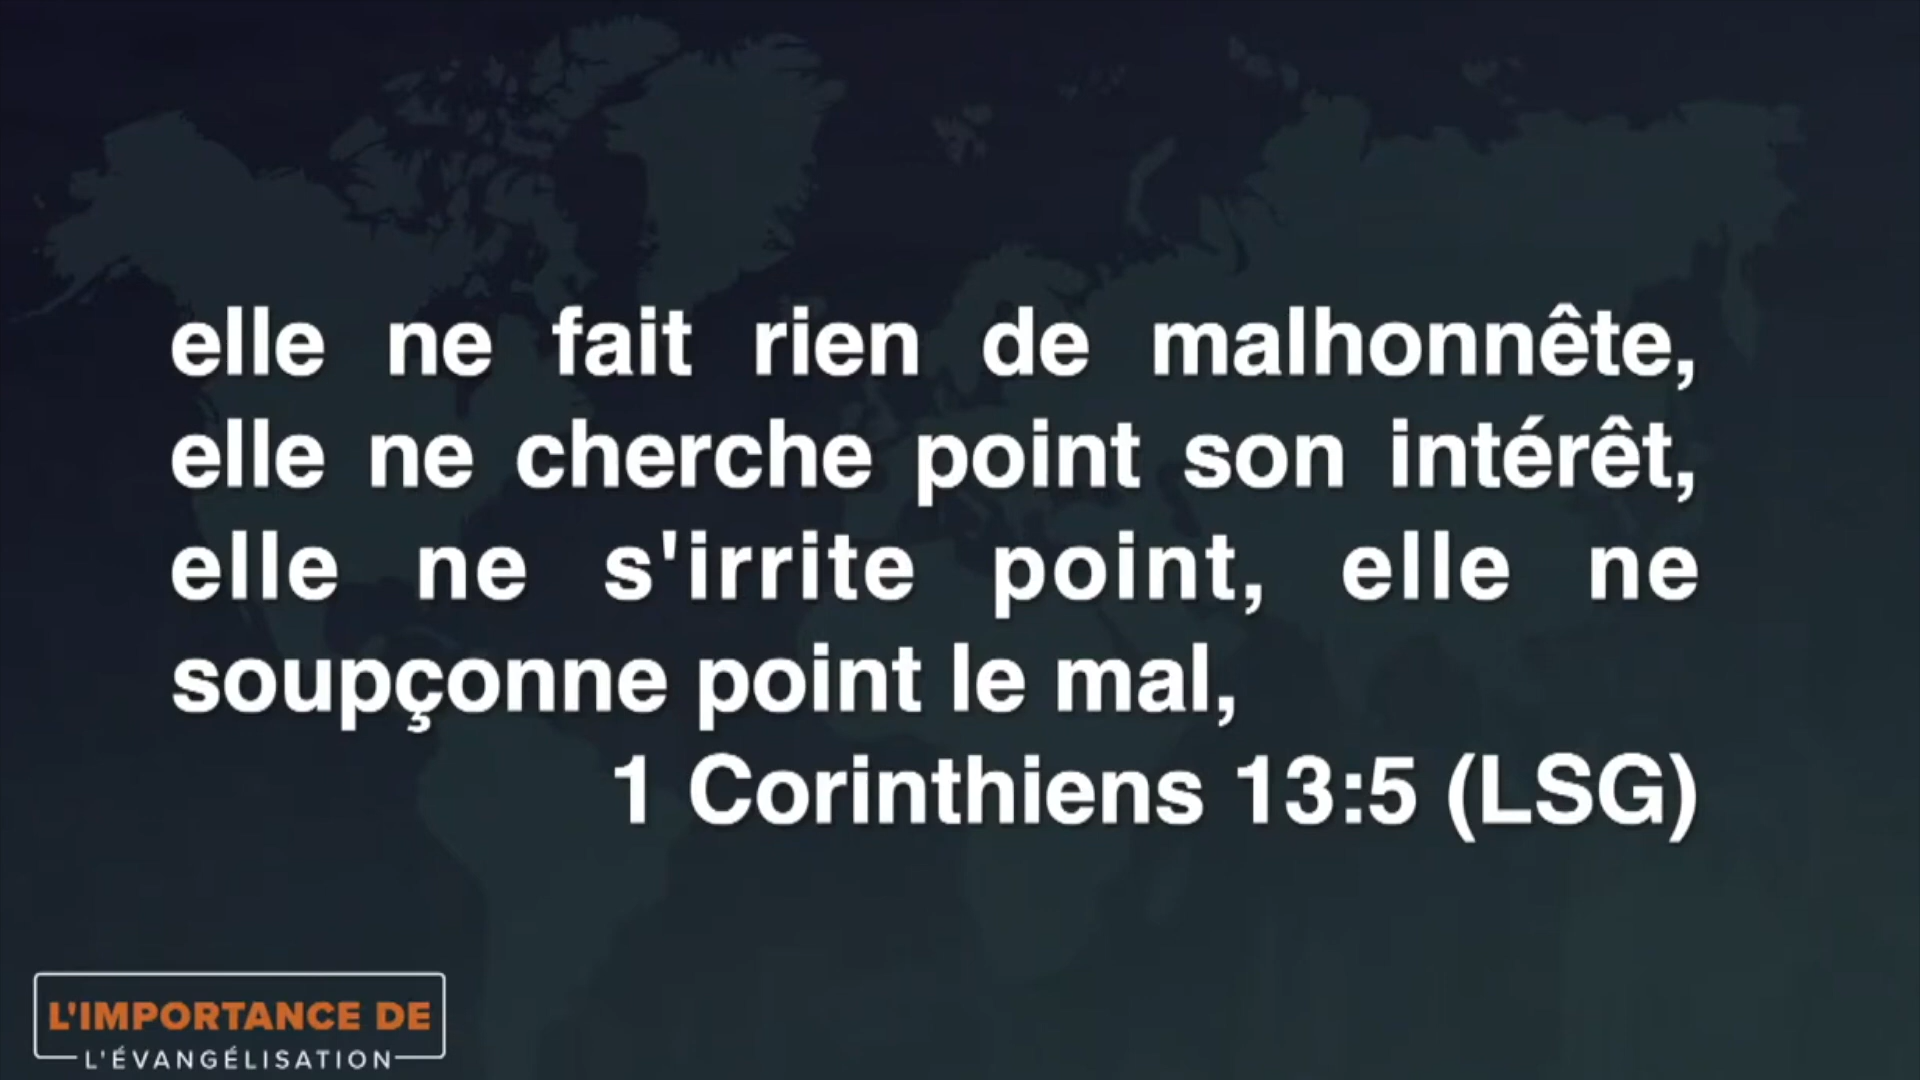 elle ne fait rien de malhonnête,
elle ne cherche point son intérêt,
elle ne s'irrite point, elle ne
soupçonne point le mal,
1 Corinthiens 13:5 (LSG)
L'IMPORTANCE DE
L'ÉVANGÉLISATION